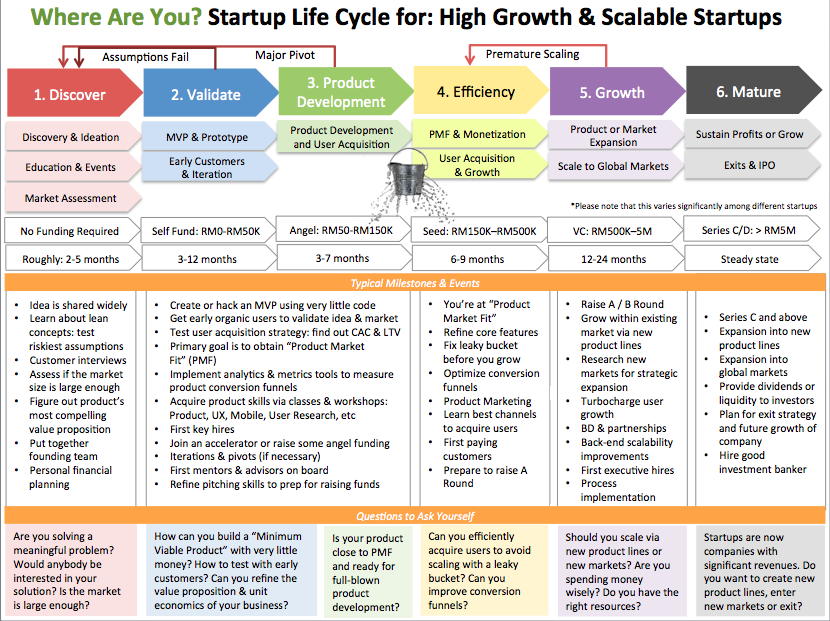 Where Are You? Startup Life Cycle for: High Growth & Scalable Startups
Assumptions Fail
Major Pivot
Premature Scaling
1. Discover
2. Validate
3. Product
Development
4. Efficiency
5. Growth
6. Mature
Discovery & Ideation
Education & Events
Market Assessment
MVP & Prototype
Early Customers
& Iteration
Product Development
and User Acquisition
PMF & Monetization
User Acquisition
& Growth
Product or Market
Expansion
Scale to Global Markets
Sustain Profits or Grow
Exits & IPO
*Please note that this varies significantly among different startups
No Funding Required
Self Fund: RM0-RM50K
Angel: RM50-RM150K
Seed: RM150K–RM500K
VC: RM500K–5M
Series C/D: > RM5M
Roughly: 2-5 months
3-12 months
3-7 months
6-9 months
12-24 months
Steady state
Typical Milestones & Events
• Idea is shared widely
• Learn about lean
concepts: test
riskiest assumptions
• Customer interviews
• Assess if the market
size is large enough
• Figure out product's
most compelling
value proposition
• Put together
founding team
• Personal financial
planning
• Create or hack an MVP using very little code
• Get early organic users to validate idea & market
• Test user acquisition strategy: find out CAC & LTV
• Primary goal is to obtain "Product Market
Fit" (PMF)
• Implement analytics & metrics tools to measure
product conversion funnels
• Acquire product skills via classes & workshops:
Product, UX, Mobile, User Research, etc
• First key hires
• Join an accelerator or raise some angel funding
• Iterations & pivots (if necessary)
• First mentors & advisors on board
• Refine pitching skills to prep for raising funds
• You're at "Product
Market Fit"
• Refine core features
• Fix leaky bucket
before you grow
• Optimize conversion
funnels
• Product Marketing
• Learn best channels
to acquire users
• First paying
customers
• Prepare to raise A
Round
• Raise A / B Round
• Grow within existing
market via new
product lines
• Research new
markets for strategic
expansion
• Turbocharge user
growth
• BD & partnerships
• Back-end scalability
improvements
• First executive hires
• Process
implementation
• Series C and above
• Expansion into new
product lines
• Expansion into
global markets
• Provide dividends or
liquidity to investors
• Plan for exit strategy
and future growth of
company
• Hire good
investment banker
Questions to Ask Yourself
Are you solving a
meaningful problem?
Would anybody be
interested in your
solution? Is the market
is large enough?
How can you build a "Minimum
Viable Product" with very little
money? How to test with early
customers? Can you refine the
value proposition & unit
economics of your business?
Is your product
close to PMF
and ready for
full-blown
product
development?
Can you efficiently
acquire users to avoid
scaling with a leaky
bucket? Can you
improve conversion
funnels?
Should you scale via
new product lines or
new markets? Are you
spending money
wisely? Do you have the
right resources?
Startups are now
companies with
significant revenues. Do
you want to create new
product lines, enter
new markets or exit?